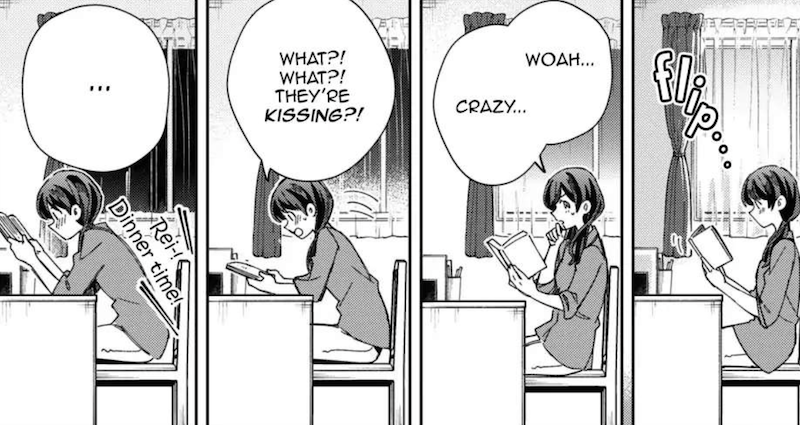 flip...
WOAH...
CRAZY...
WHAT?!
WHAT?!
THEY'RE
KISSING?!
...
Rei-!
Dinner time!